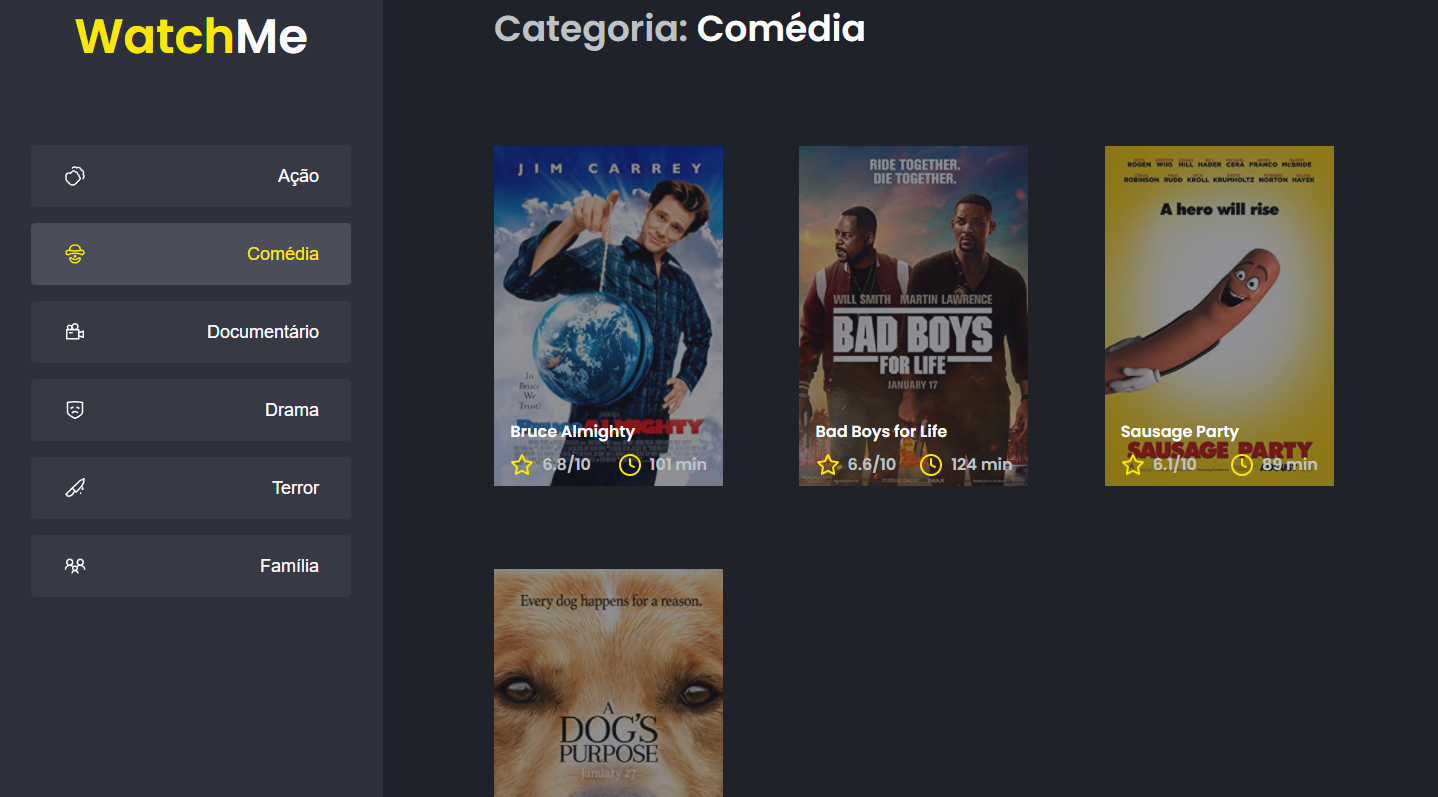 WatchMe
Ação
Comédia
Documentário
Drama
Terror
Família
Categoria: Comédia
JIM CARREY
In
Bruce
We
Trust?
BRUCE ALMIGHTY
Bruce Almighty
6.8/10 101 min
RIDE TOGETHER.
DIE TOGETHER.
WILL SMITH MARTIN LAWRENCE
BAD BOYS
FOR LIFE
JANUARY 17
Bad Boys for Life
6.6/10 124 min
ROGEN WIIG HILL HADER CERA FRANCO McBRIDE
ROBINSON RUDD KROLL KRUMHOLTZ NORTON HAYEK
A hero will rise
SAUSAGE PARTY
Sausage Party
6.1/10 89 min
Every dog happens for a reason.
A
DOG'S
PURPOSE
January 27